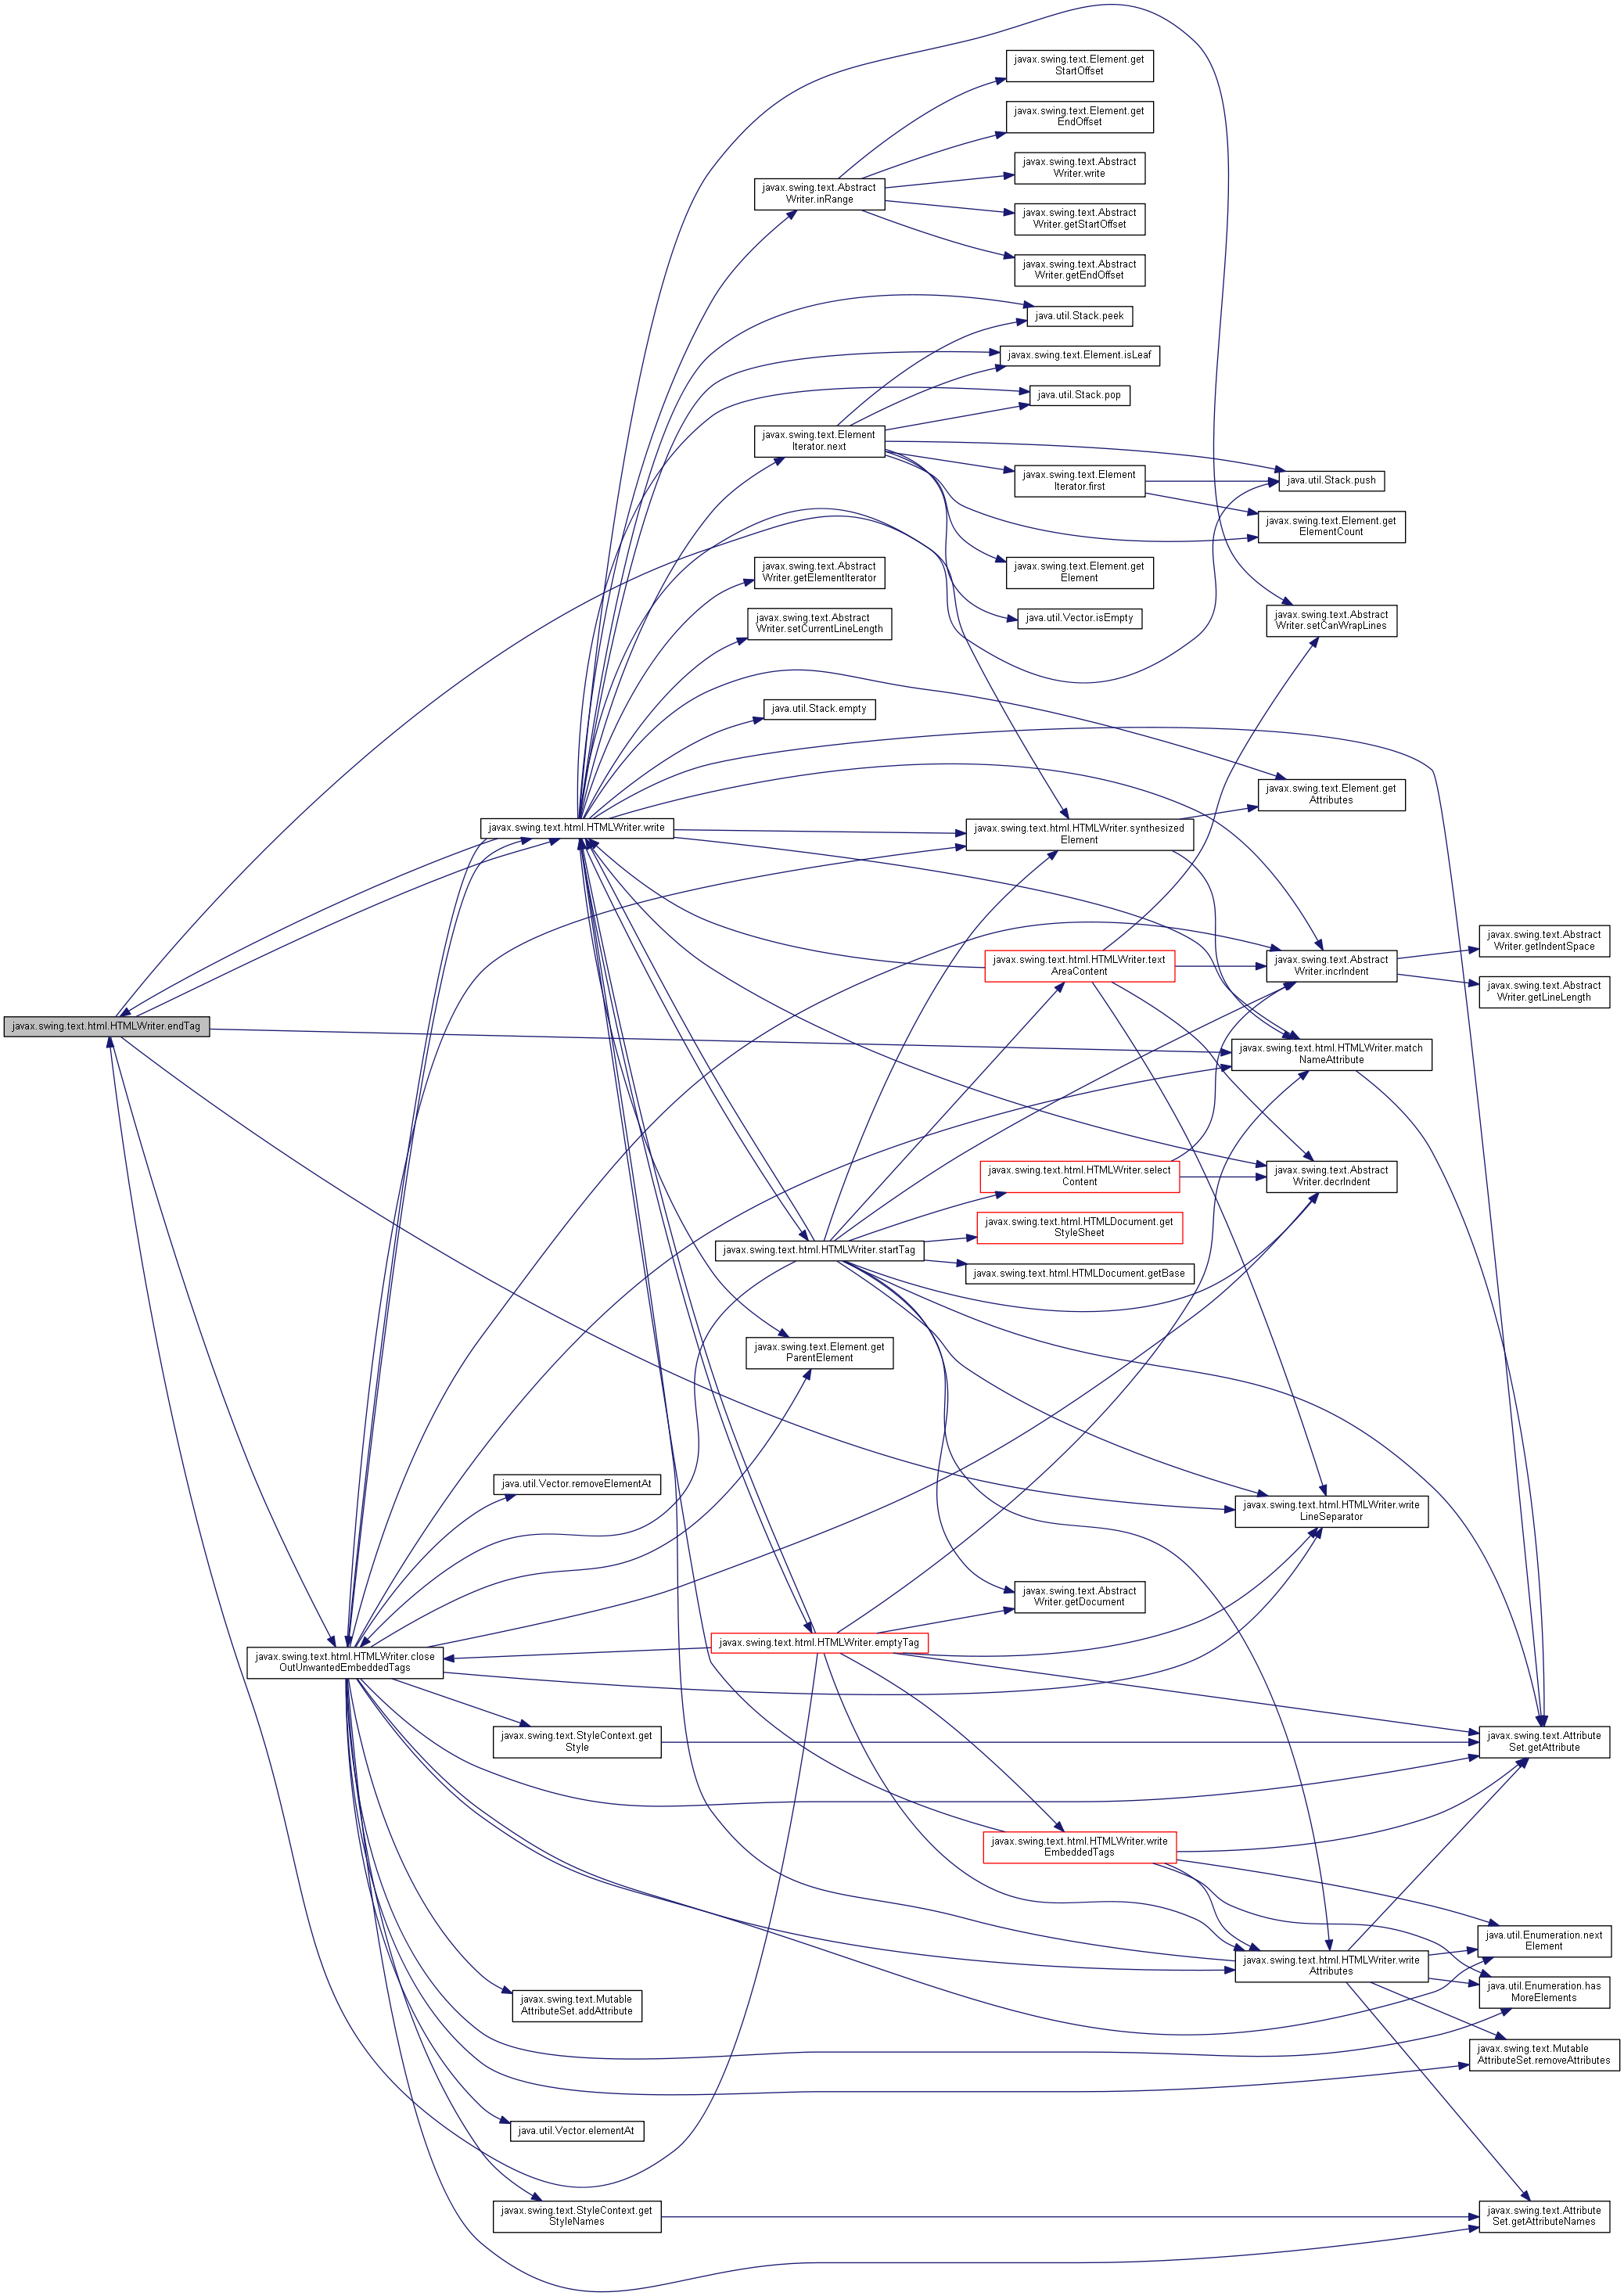 javax.swing.text.Element.get
StartOffset
javax.swing.text.Element.get
EndOffset
javax.swing.text.Abstract
Writer.write
javax.swing.text.Abstract
Writer.inRange
javax.swing.text.Abstract
Writer.getStartOffset
javax.swing.text.Abstract
Writer.getEndOffset
java.util.Stack.peek
javax.swing.text.Element.isLeaf
java.util.Stack.pop
javax.swing.text.Element
Iterator.next
javax.swing.text.Element
Iterator.first
java.util.Stack.push
javax.swing.text.Element.get
ElementCount
javax.swing.text.Abstract
Writer.getElementIterator
javax.swing.text.Element.get
Element
javax.swing.text.Abstract
Writer.setCurrentLineLength
java.util.Vector.isEmpty
javax.swing.text.Abstract
Writer.setCanWrapLines
java.util.Stack.empty
javax.swing.text.Element.get
Attributes
javax.swing.text.html.HTMLWriter.write
javax.swing.text.html.HTMLWriter.synthesized
Element
javax.swing.text.Abstract
Writer.getIndentSpace
javax.swing.text.html.HTMLWriter.text
AreaContent
javax.swing.text.Abstract
Writer.incrIndent
javax.swing.text.Abstract
Writer.getLineLength
javax.swing.text.html.HTMLWriter.endTag
javax.swing.text.html.HTMLWriter.match
NameAttribute
javax.swing.text.html.HTMLWriter.select
Content
javax.swing.text.Abstract
Writer.decrIndent
javax.swing.text.html.HTMLDocument.get
StyleSheet
javax.swing.text.html.HTMLWriter.startTag
javax.swing.text.html.HTMLDocument.getBase
javax.swing.text.Element.get
ParentElement
java.util.Vector.removeElementAt
javax.swing.text.html.HTMLWriter.write
LineSeparator
javax.swing.text.Abstract
Writer.getDocument
javax.swing.text.html.HTMLWriter.emptyTag
javax.swing.text.html.HTMLWriter.close
OutUnwantedEmbeddedTags
javax.swing.text.StyleContext.get
Style
javax.swing.text.Attribute
Set.getAttribute
javax.swing.text.html.HTMLWriter.write
EmbeddedTags
java.util.Enumeration.next
Element
javax.swing.text.html.HTMLWriter.write
Attributes
java.util.Enumeration.has
MoreElements
javax.swing.text.Mutable
AttributeSet.addAttribute
javax.swing.text.Mutable
AttributeSet.removeAttributes
java.util.Vector.elementAt
javax.swing.text.StyleContext.get
StyleNames
javax.swing.text.Attribute
Set.getAttributeNames